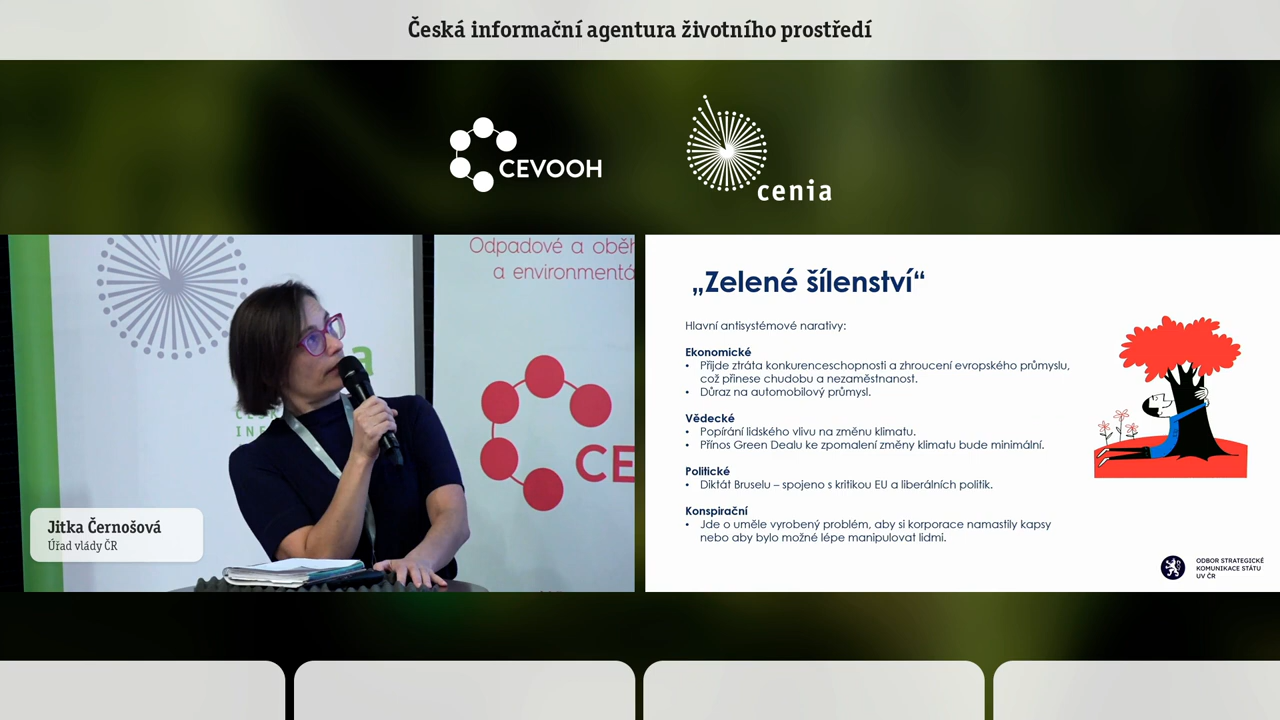 Česká informační agentura životního prostředí
CEVOOH
cenia
Odpadové a oběh
a environmentá
a
INF
CE
Jitka Černošová
Úřad vlády ČR
„Zelené šílenství“
Hlavní antisystémové narativy:
Ekonomické
• Přijde ztráta konkurenceschopnosti a zhroucení evropského průmyslu,
což přinese chudobu a nezaměstnanost.
• Důraz na automobilový průmysl.
Vědecké
• Popírání lidského vlivu na změnu klimatu.
• Přínos Green Dealu ke zpomalení změny klimatu bude minimální.
Politické
• Diktát Bruselu – spojeno s kritikou EU a liberálních politik.
Konspirační
• Jde o uměle vyrobený problém, aby si korporace namastily kapsy
nebo aby bylo možné lépe manipulovat lidmi.
ODBOR STRATEGICKÉ
KOMUNIKACE STÁTU
UV ČR